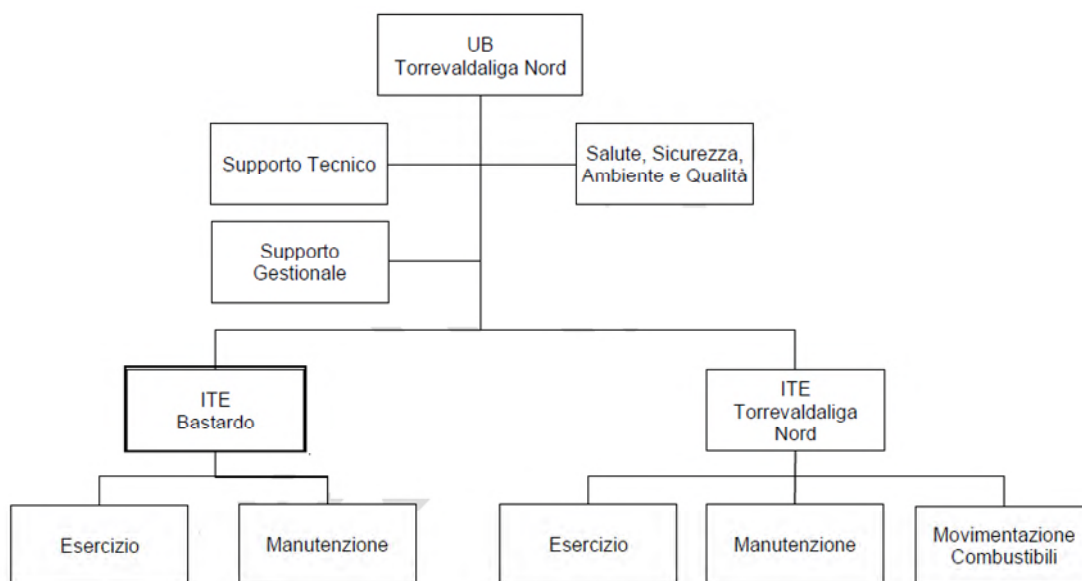 UB
Torrevaldaliga Nord
Supporto Tecnico
Salute, Sicurezza,
Ambiente e Qualità
Supporto
Gestionale
ITE
Bastardo
ITE
Torrevaldaliga
Nord
Esercizio
Manutenzione
Esercizio
Manutenzione
Movimentazione
Combustibili